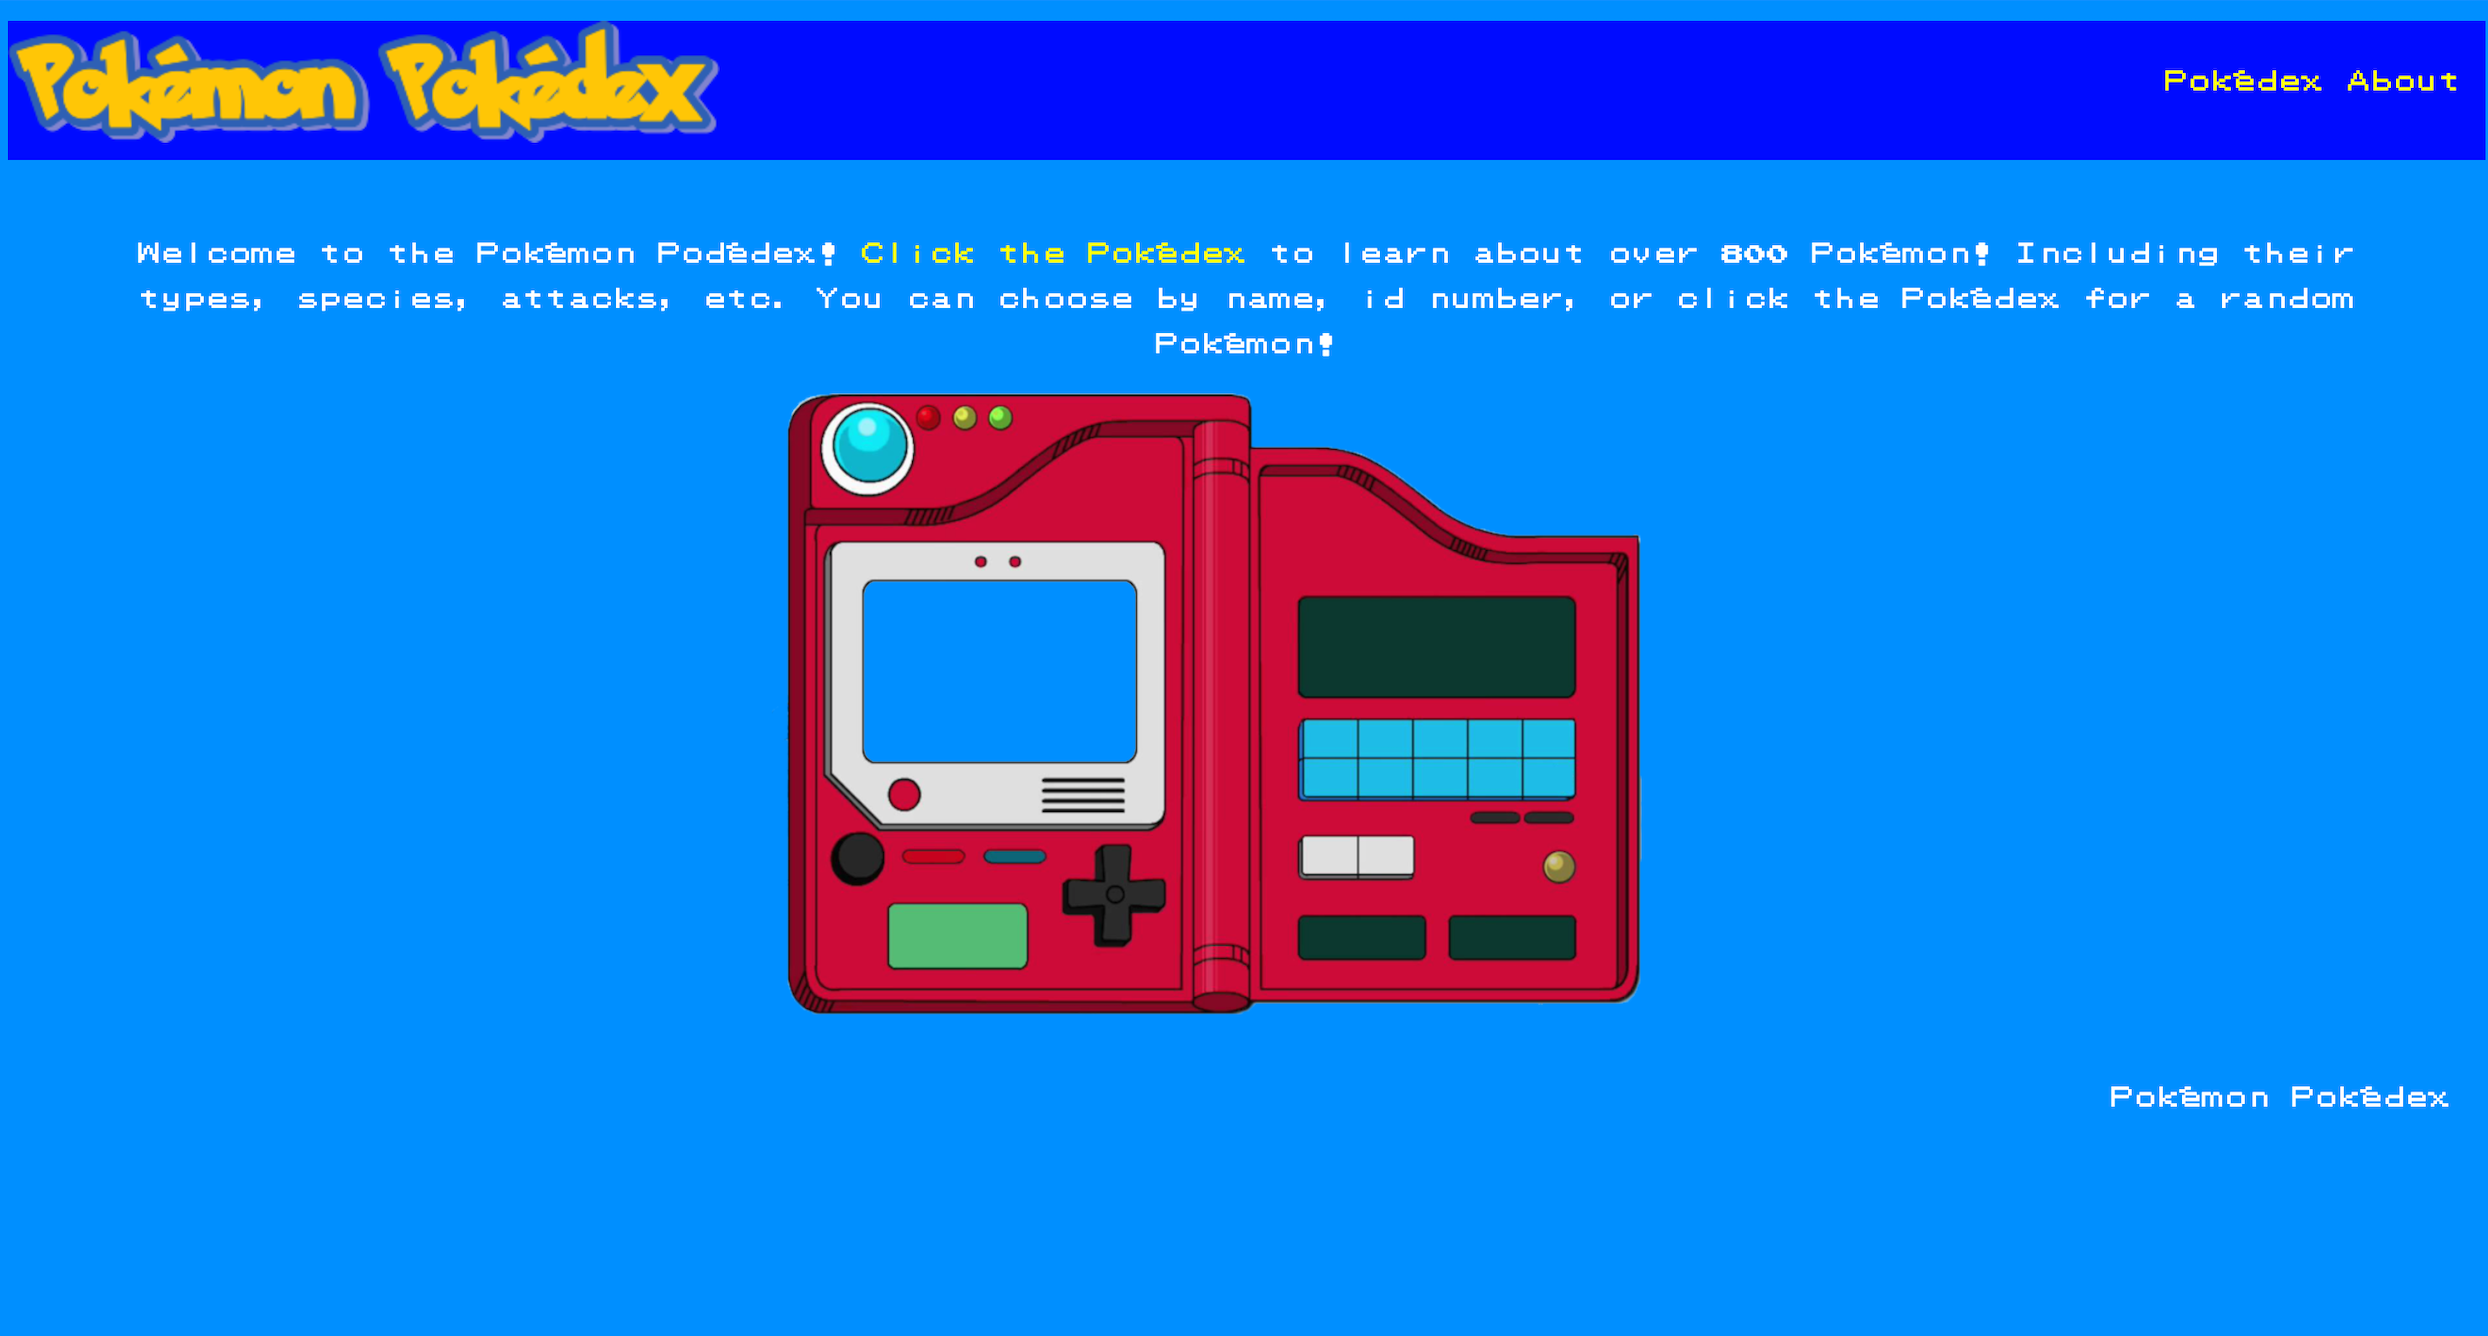 Pokémon Pokédex
Pokédex About
Welcome to the Pokémon Podédex! Click the Pokédex to learn about over 800 Pokémon! Including their
types, species, attacks, etc. You can choose by name, id number, or click the Pokédex for a random
Pokémon!
Pokémon Pokédex